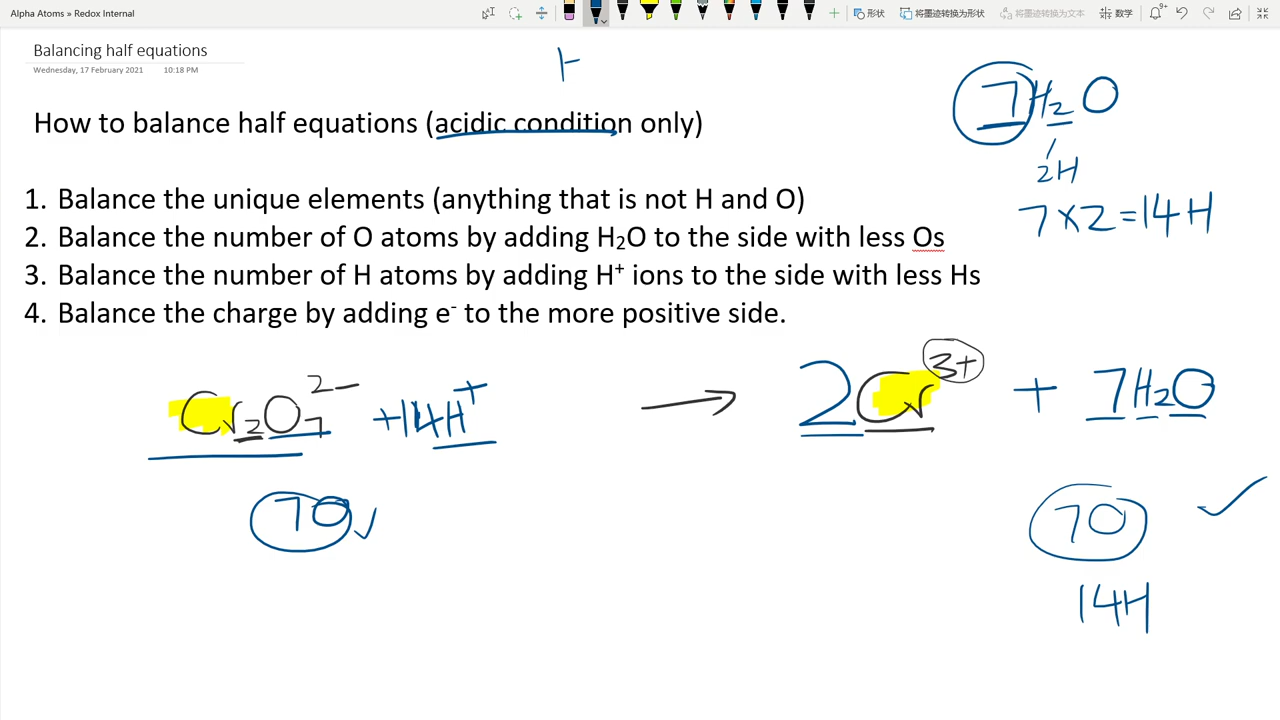 Alpha Atoms » Redox Internal
形状
将墨迹转换为形状
将墨迹转换为文本
数学
9+
Balancing half equations
Wednesday, 17 February 2021 10:18 PM
7H₂O
2H
7×2=14H
How to balance half equations (acidic condition only)
1. Balance the unique elements (anything that is not H and O)
2. Balance the number of O atoms by adding H₂O to the side with less Os
3. Balance the number of H atoms by adding H⁺ ions to the side with less Hs
4. Balance the charge by adding e⁻ to the more positive side.
Cr₂O₇²⁻ +14H⁺ → 2Cr³⁺ + 7H₂O
7O 7O
14H